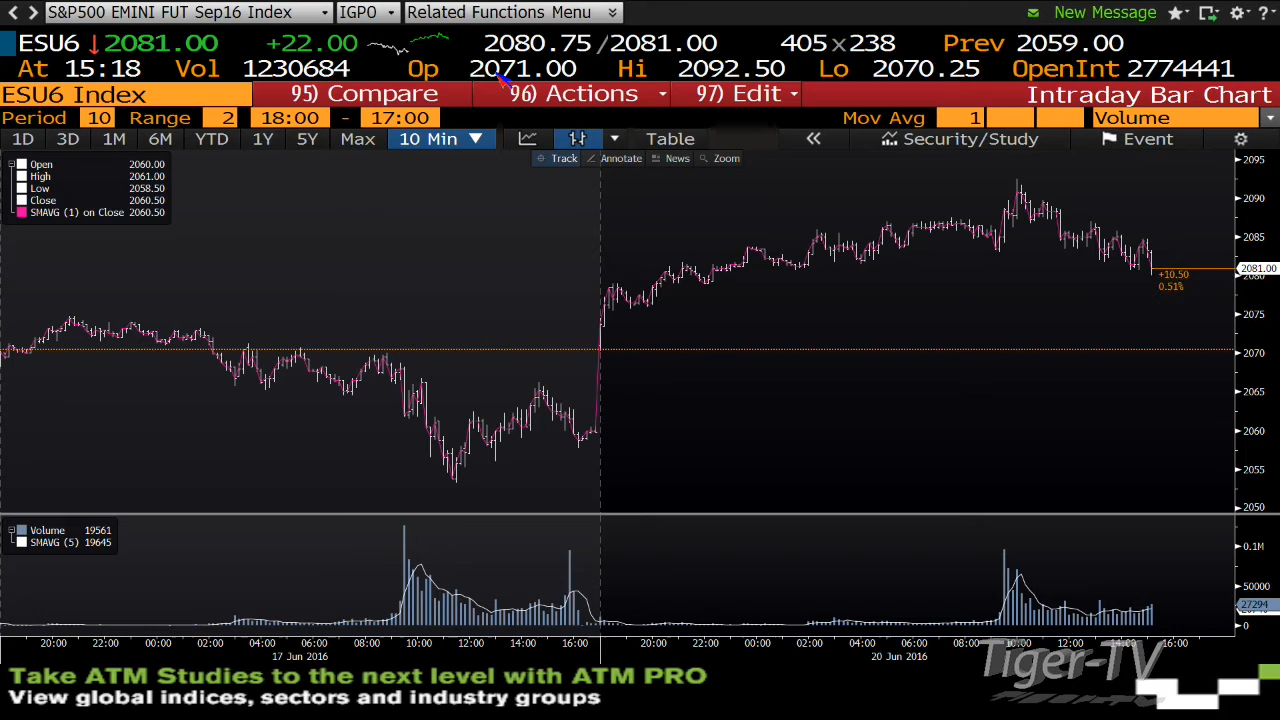 S&P500 EMINI FUT Sep16 Index IGPO Related Functions Menu New Message
ESU6 2081.00 +22.00 2080.75/2081.00 405x238 Prev 2059.00
At 15:18 Vol 1230684 Op 2071.00 Hi 2092.50 Lo 2070.25 OpenInt 2774441
ESU6 Index 95) Compare 96) Actions 97) Edit Intraday Bar Chart
Period 10 Range 2 18:00 - 17:00 Mov Avg 1 Volume
1D 3D 1M 6M YTD 1Y 5Y Max 10 Min Table Security/Study Event
Track Annotate News Zoom
Open 2060.00
High 2061.00
Low 2058.50
Close 2060.50
SMAVG (1) on Close 2060.50
2095
2090
2085
2081.00
2080
+10.50
0.51%
2075
2070
2065
2060
2055
2050
Volume 19561
SMAVG (5) 19645
0.1M
50000
27294
0
20:00 22:00 00:00 02:00 04:00 06:00 08:00 10:00 12:00 14:00 16:00 20:00 22:00 00:00 02:00 04:00 06:00 08:00 10:00 12:00 14:00 16:00
17 Jun 2016 20 Jun 2016
Tiger-TV
Take ATM Studies to the next level with ATM PRO
View global indices, sectors and industry groups